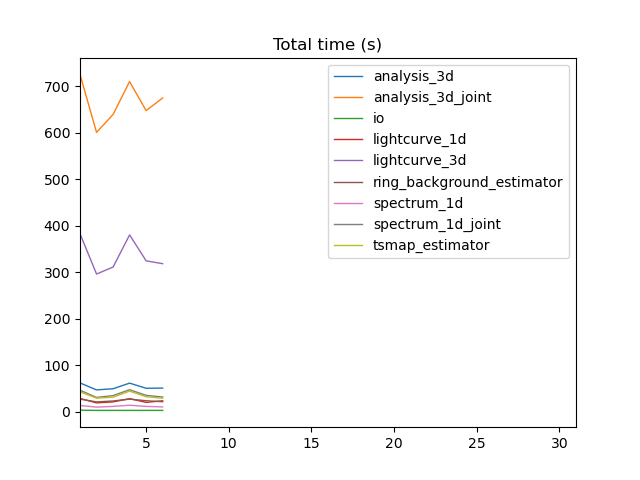 Total time (s)
analysis_3d
analysis_3d_joint
io
lightcurve_1d
lightcurve_3d
ring_background_estimator
spectrum_1d
spectrum_1d_joint
tsmap_estimator
700
600
500
400
300
200
100
0
5 10 15 20 25 30